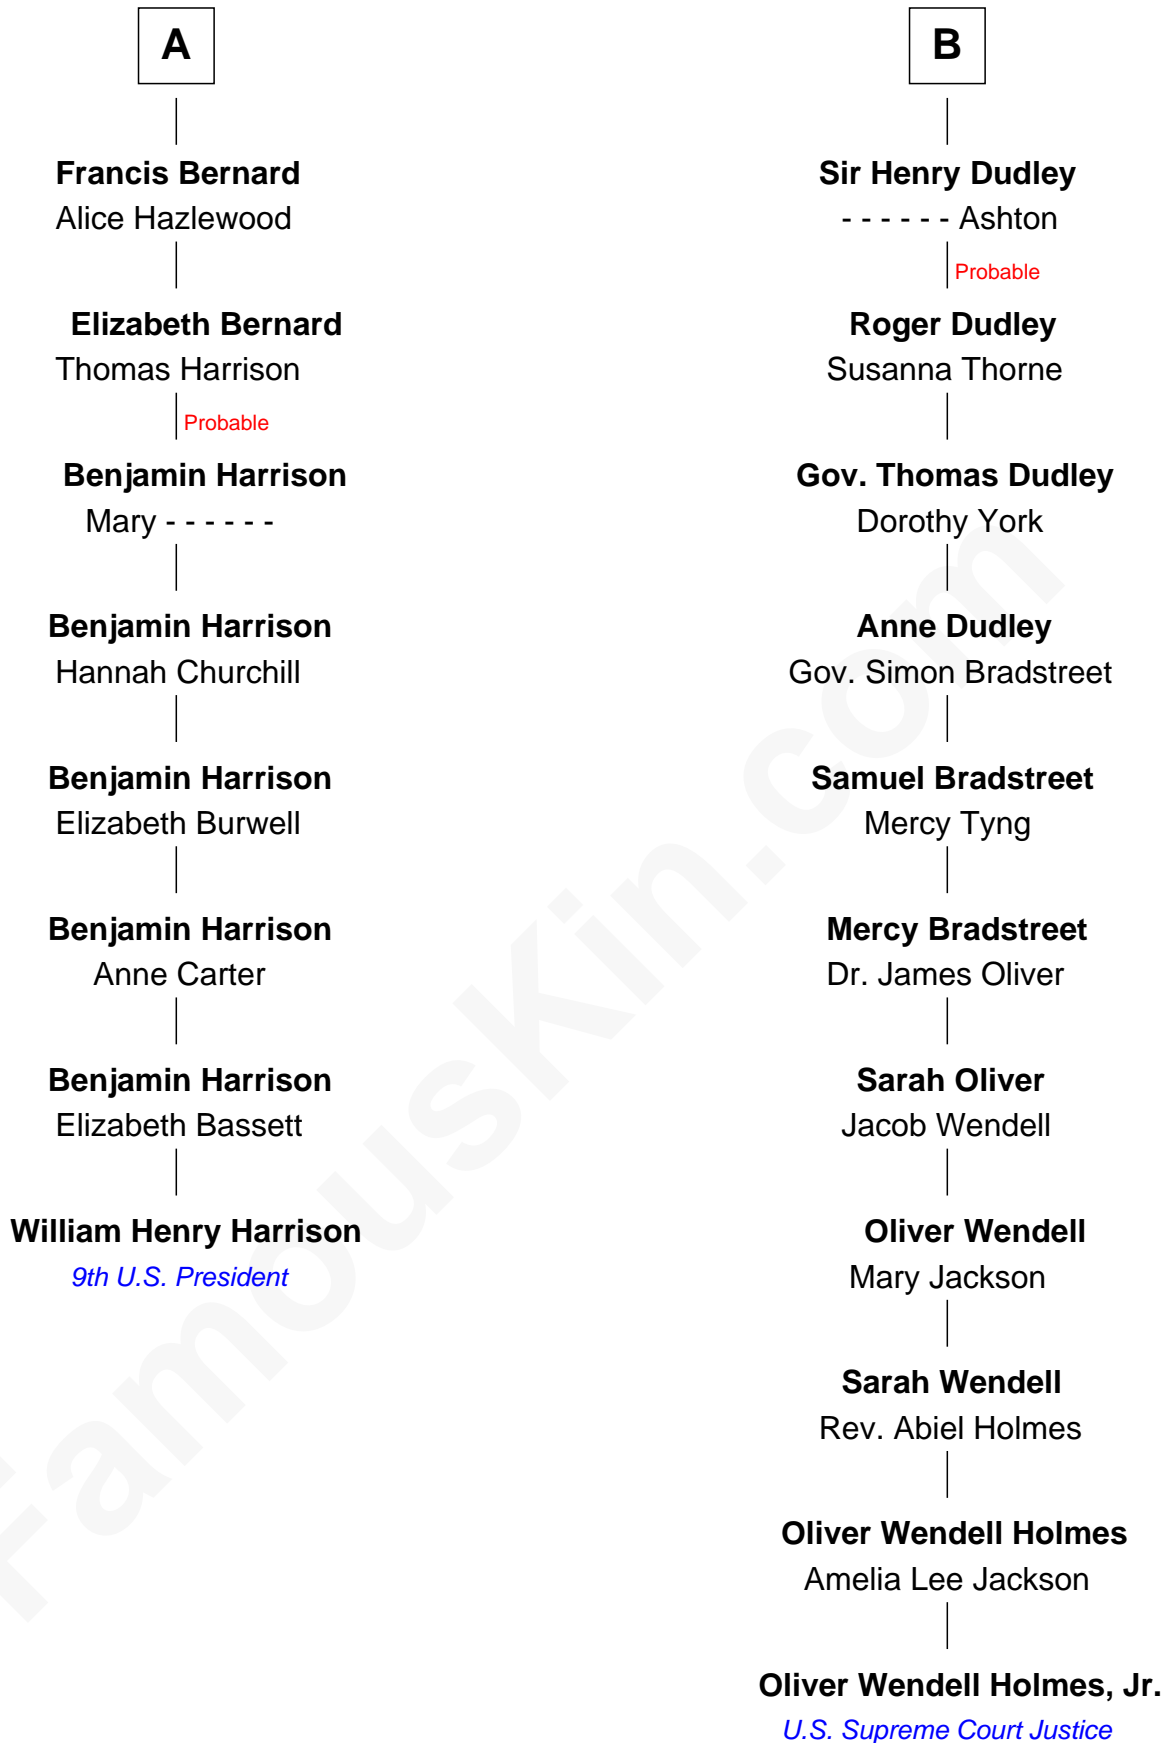 A
Francis Bernard
Alice Hazlewood
Elizabeth Bernard
Thomas Harrison
Probable
Benjamin Harrison
Mary - - - - - -
Benjamin Harrison
Hannah Churchill
Benjamin Harrison
Elizabeth Burwell
Benjamin Harrison
Anne Carter
Benjamin Harrison
Elizabeth Bassett
William Henry Harrison
9th U.S. President
B
Sir Henry Dudley
- - - - - - Ashton
Probable
Roger Dudley
Susanna Thorne
Gov. Thomas Dudley
Dorothy York
Anne Dudley
Gov. Simon Bradstreet
Samuel Bradstreet
Mercy Tyng
Mercy Bradstreet
Dr. James Oliver
Sarah Oliver
Jacob Wendell
Oliver Wendell
Mary Jackson
Sarah Wendell
Rev. Abiel Holmes
Oliver Wendell Holmes
Amelia Lee Jackson
Oliver Wendell Holmes, Jr.
U.S. Supreme Court Justice
FamousKin.com